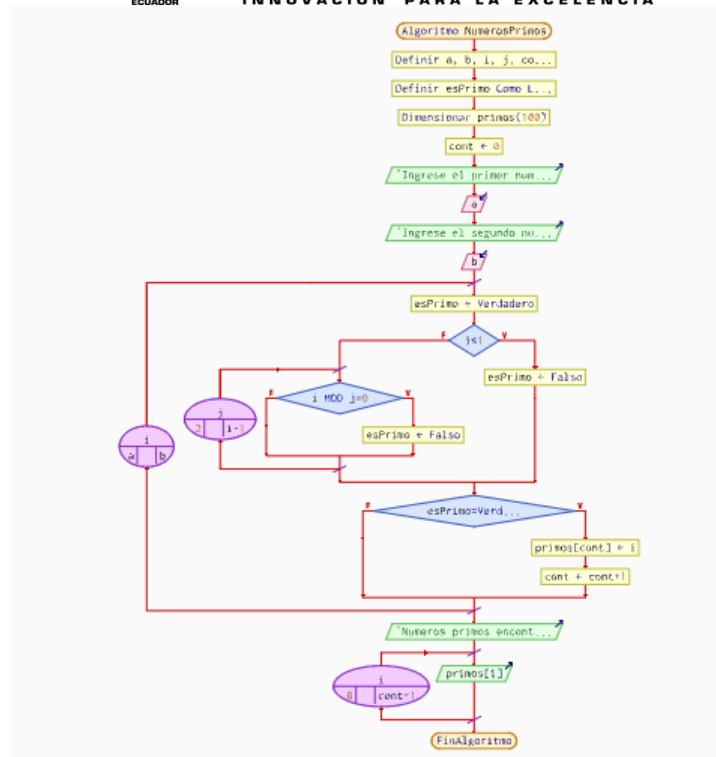 ECUADOR
INNOVACIÓN PARA LA EXCELENCIA
Algoritmo NumerosPrimos
Definir a, b, i, j, co...
Definir esPrimo Como L...
Dimensionar primos(100)
cont ← 0
'Ingrese el primer num...
a
'Ingrese el segundo nu...
b
esPrimo ← Verdadero
F
i≤1
V
esPrimo ← Falso
F
i MOD j=0
V
j
2
i-1
esPrimo ← Falso
i
a
b
F
esPrimo=Verd...
V
primos[cont] ← i
cont ← cont+1
'Numeros primos encont...
primos[i]
i
0
cont-1
FinAlgoritmo